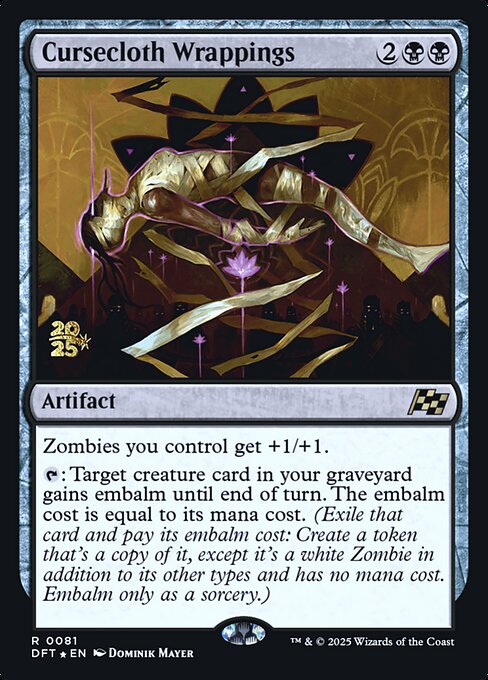 Cursecloth Wrappings 2
20
25
Artifact
Zombies you control get +1/+1.
: Target creature card in your graveyard
gains embalm until end of turn. The embalm
cost is equal to its mana cost. (Exile that
card and pay its embalm cost: Create a token
that's a copy of it, except it's a white Zombie in
addition to its other types and has no mana cost.
Embalm only as a sorcery.)
R 0081
DFT ★ EN Dominik Mayer
™ & © 2025 Wizards of the Coast